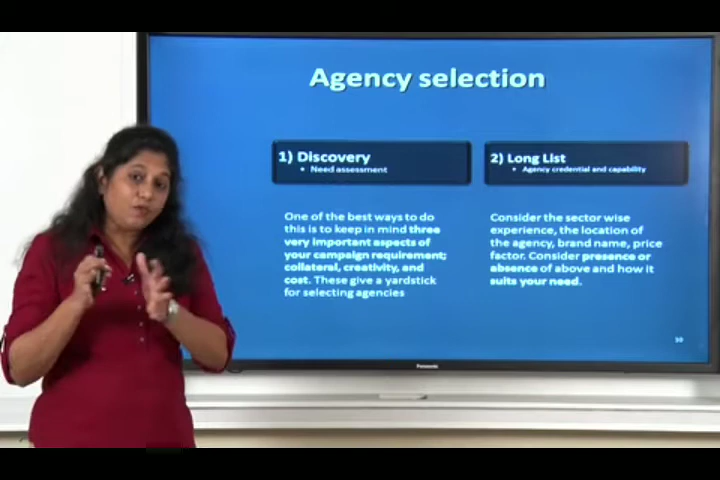 Agency selection
1) Discovery
• Need assessment
2) Long List
• Agency credential and capability
One of the best ways to do
this is to keep in mind three
very important aspects of
your campaign requirement;
collateral, creativity, and
cost. These give a yardstick
for selecting agencies
Consider the sector wise
experience, the location of
the agency, brand name, price
factor. Consider presence or
absence of above and how it
suits your need.
30
Panasonic